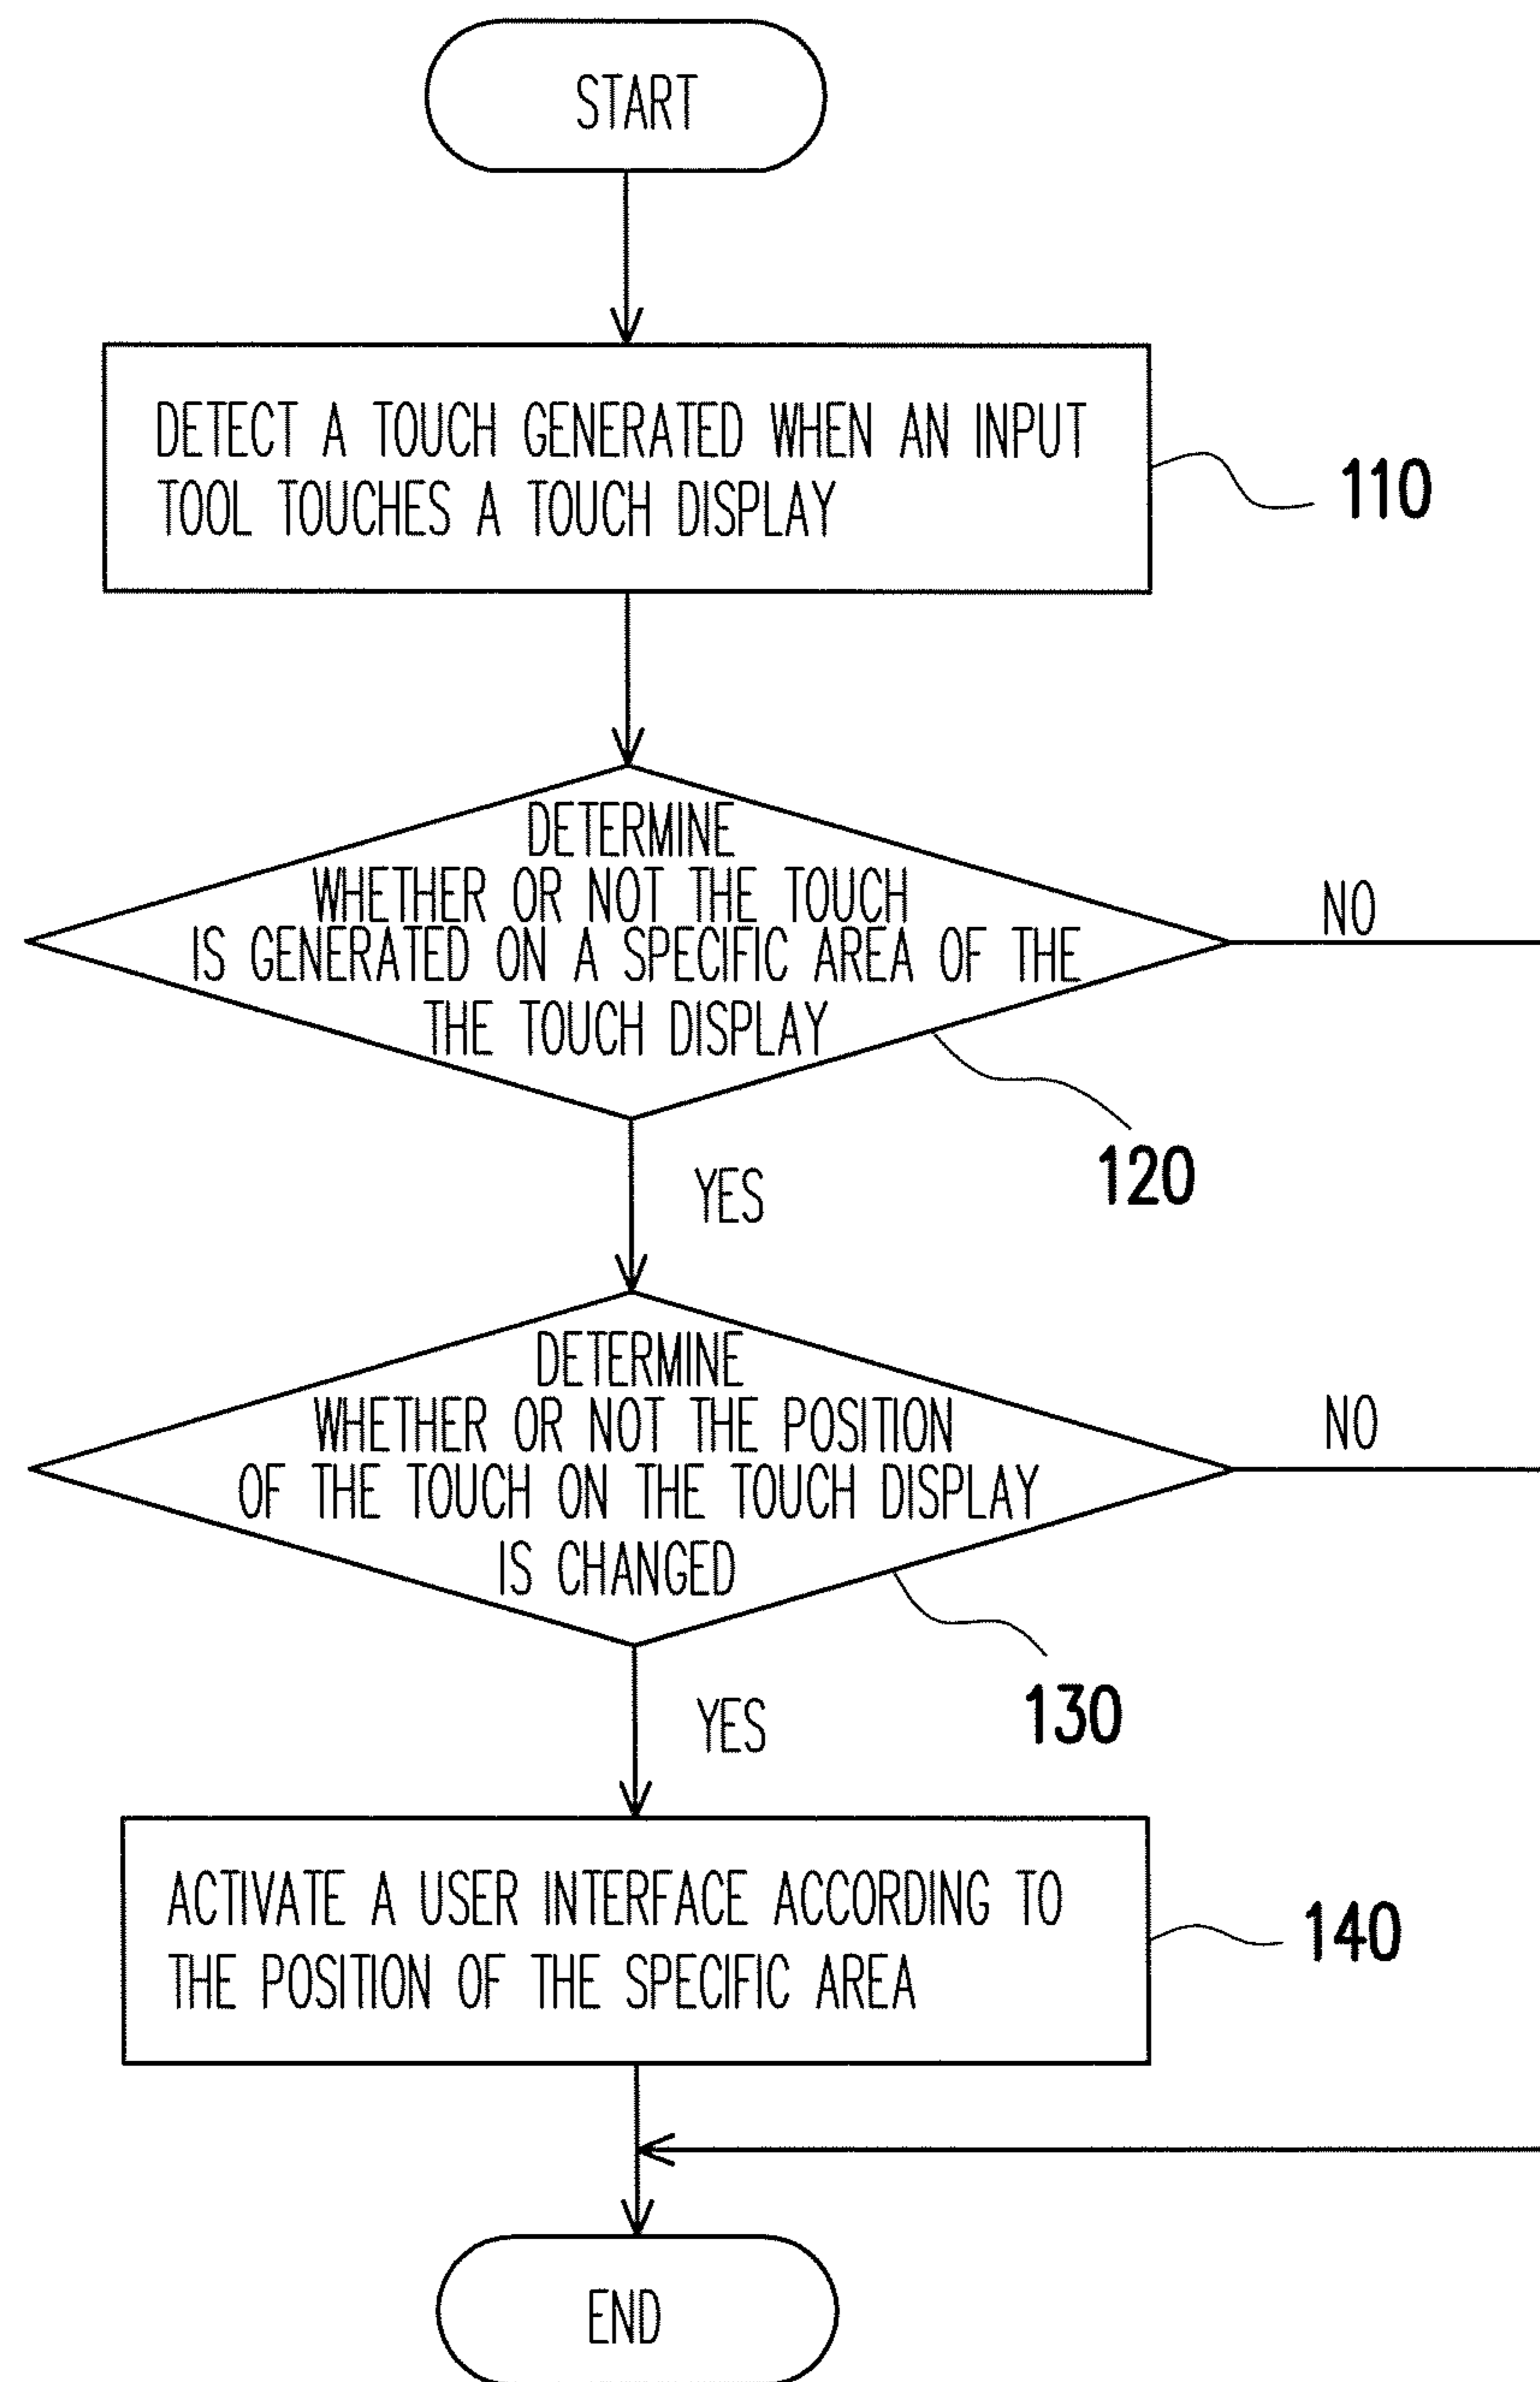 START
DETECT A TOUCH GENERATED WHEN AN INPUT
TOOL TOUCHES A TOUCH DISPLAY
110
DETERMINE
WHETHER OR NOT THE TOUCH
IS GENERATED ON A SPECIFIC AREA OF THE
THE TOUCH DISPLAY
NO
120
YES
DETERMINE
WHETHER OR NOT THE POSITION
OF THE TOUCH ON THE TOUCH DISPLAY
IS CHANGED
NO
130
YES
ACTIVATE A USER INTERFACE ACCORDING TO
THE POSITION OF THE SPECIFIC AREA
140
END